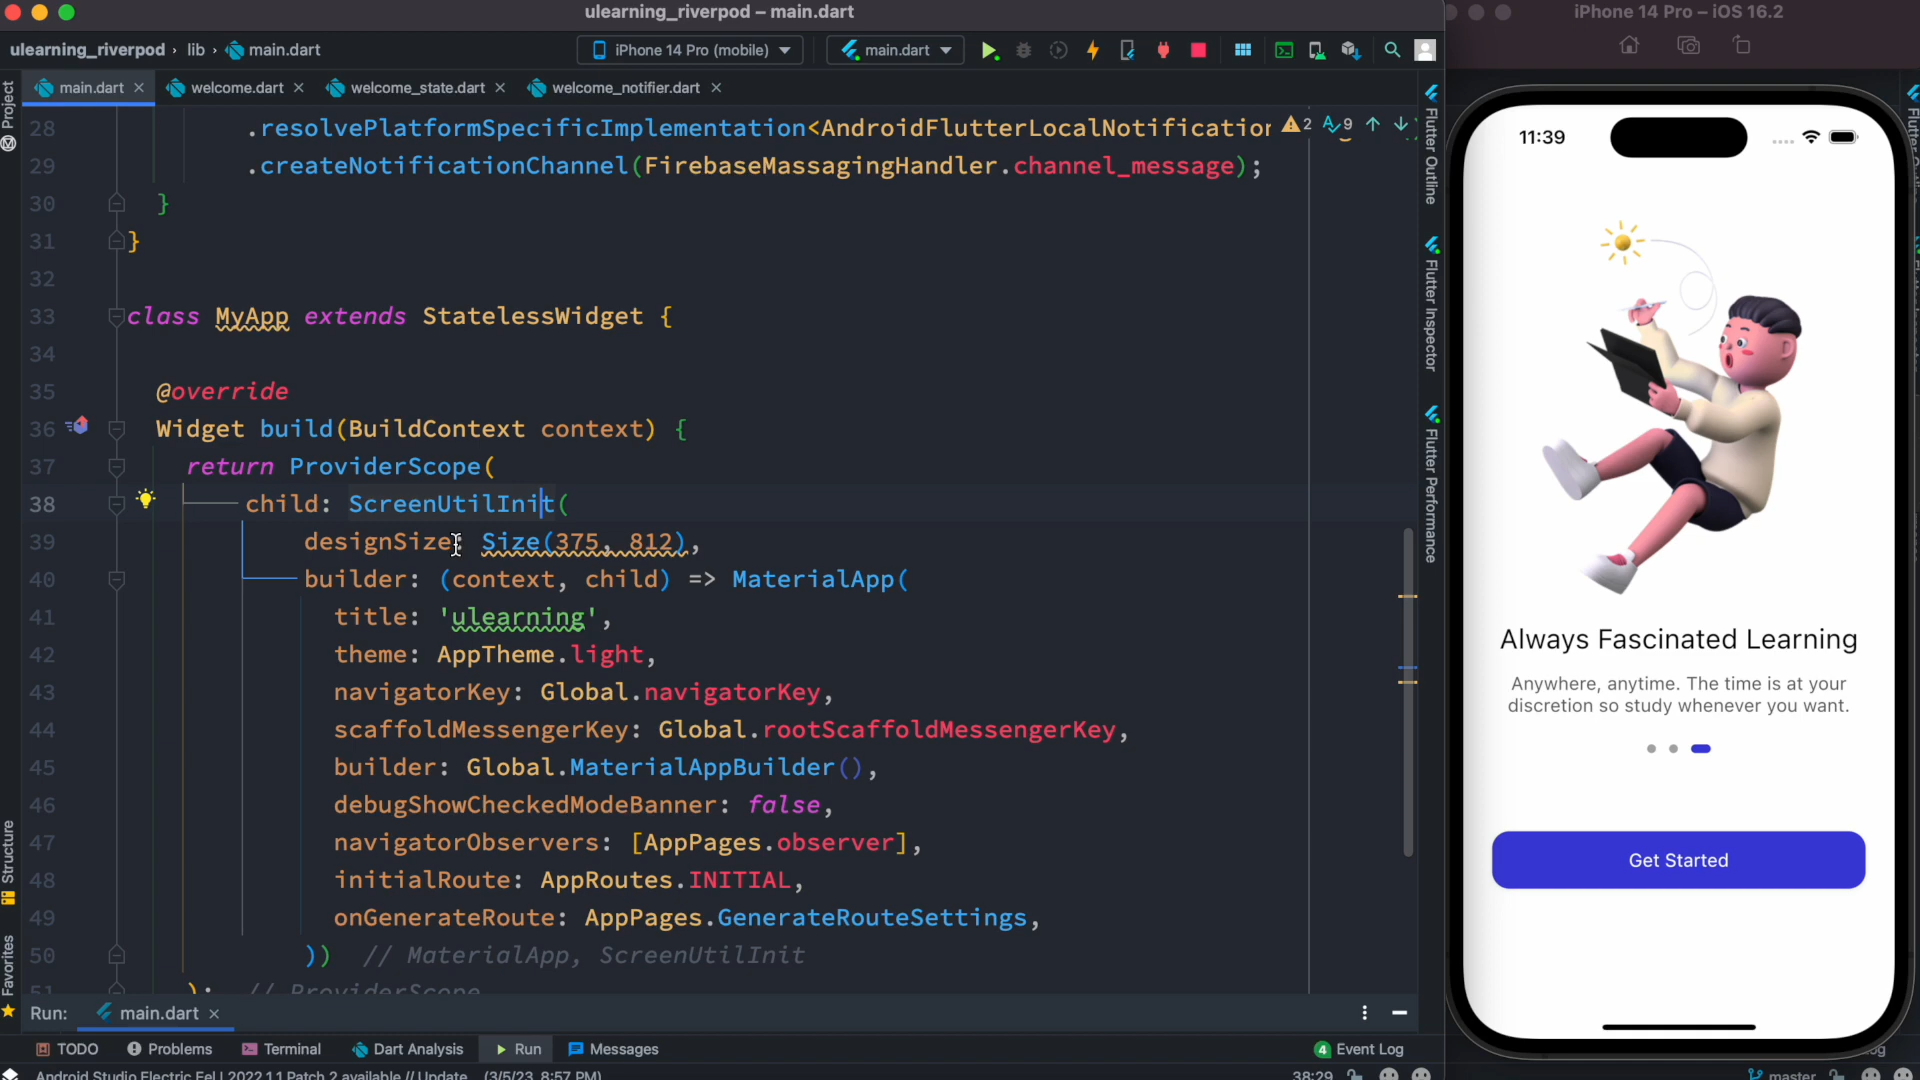 ulearning_riverpod – main.dart
ulearning_riverpod › lib › main.dart
iPhone 14 Pro (mobile)
main.dart
main.dart
welcome.dart
welcome_state.dart
welcome_notifier.dart
Project
28 .resolvePlatformSpecificImplementation<AndroidFlutterLocalNotification
2 9
29 .createNotificationChannel(FirebaseMassagingHandler.channel_message);
30 }
31 }
32
33 class MyApp extends StatelessWidget {
34
35 @override
36 Widget build(BuildContext context) {
37 return ProviderScope(
38 child: ScreenUtilInit(
39 designSize: Size(375, 812),
40 builder: (context, child) => MaterialApp(
41 title: 'ulearning',
42 theme: AppTheme.light,
43 navigatorKey: Global.navigatorKey,
44 scaffoldMessengerKey: Global.rootScaffoldMessengerKey,
45 builder: Global.MaterialAppBuilder(),
46 debugShowCheckedModeBanner: false,
47 navigatorObservers: [AppPages.observer],
48 initialRoute: AppRoutes.INITIAL,
49 onGenerateRoute: AppPages.GenerateRouteSettings,
50 )) // MaterialApp, ScreenUtilInit
51 ); // ProviderScope
Structure
Favorites
Flutter Outline
Flutter Inspector
Flutter Performance
Run: main.dart
TODO
Problems
Terminal
Dart Analysis
Run
Messages
4 Event Log
Android Studio Electric Eel | 2022.1.1 Patch 2 available // Update... (3/5/23, 8:57 PM)
38:29
iPhone 14 Pro – iOS 16.2
11:39
Always Fascinated Learning
Anywhere, anytime. The time is at your
discretion so study whenever you want.
Get Started
master